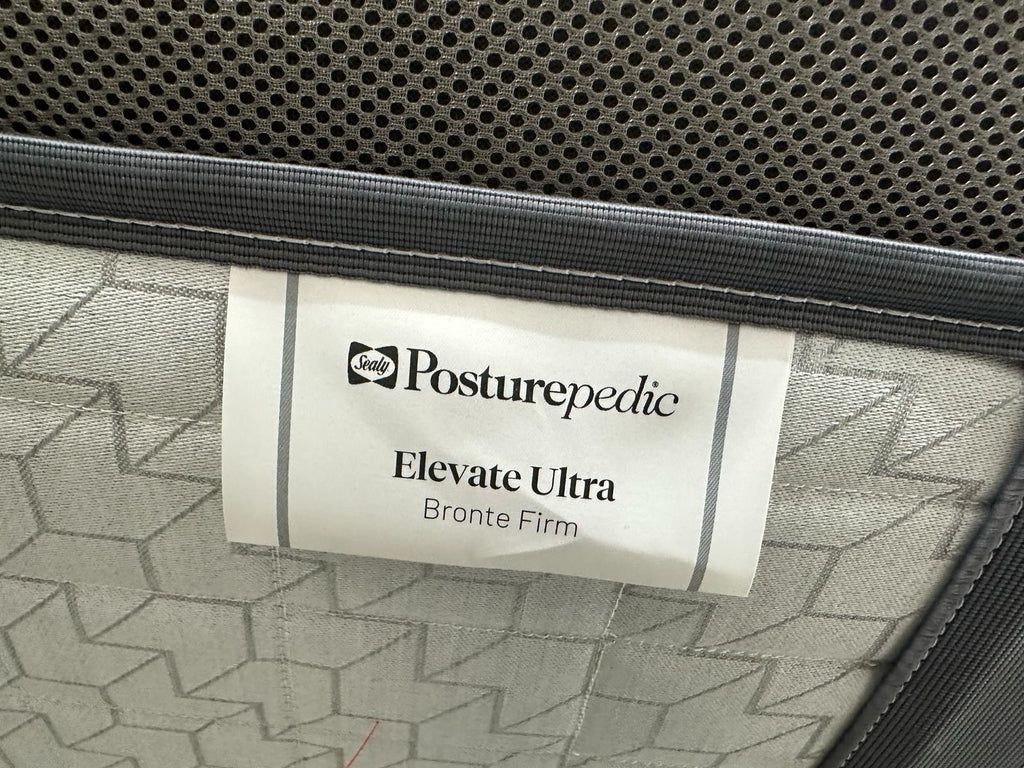 Sealy Posturepedic®
Elevate Ultra
Bronte Firm